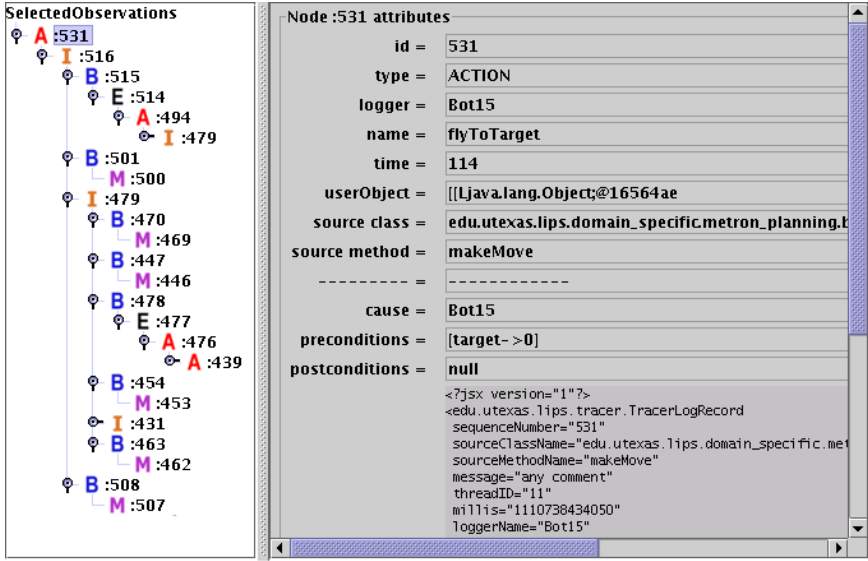 SelectedObservations
A :531
I :516
B :515
E :514
A :494
I :479
B :501
M :500
I :479
B :470
M :469
B :447
M :446
B :478
E :477
A :476
A :439
B :454
M :453
I :431
B :463
M :462
B :508
M :507
Node :531 attributes
id = 531
type = ACTION
logger = Bot15
name = flyToTarget
time = 114
userObject = [[Ljava.lang.Object;@16564ae
source class = edu.utexas.lips.domain_specific.metron_planning.b
source method = makeMove
--------- = ------------
cause = Bot15
preconditions = [target->0]
postconditions = null
<?jsx version="1"?>
<edu.utexas.lips.tracer.TracerLogRecord
sequenceNumber="531"
sourceClassName="edu.utexas.lips.domain_specific.met
sourceMethodName="makeMove"
message="any comment"
threadID="11"
millis="1110738434050"
loggerName="Bot15"